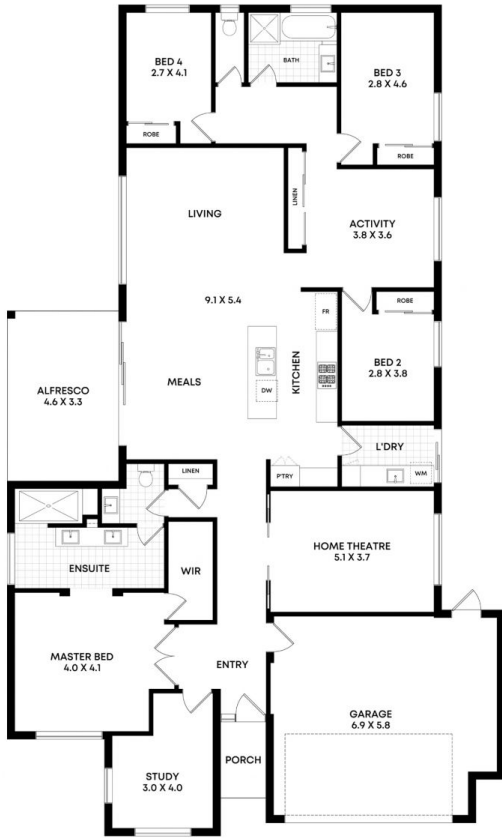 BED 4
2.7 X 4.1
ROBE
BATH
BED 3
2.8 X 4.6
ROBE
LINEN
LIVING
ACTIVITY
3.8 X 3.6
9.1 X 5.4
ROBE
FR
BED 2
2.8 X 3.8
KITCHEN
DW
MEALS
ALFRESCO
4.6 X 3.3
L'DRY
WM
P'TRY
LINEN
ENSUITE
WIR
HOME THEATRE
5.1 X 3.7
MASTER BED
4.0 X 4.1
ENTRY
GARAGE
6.9 X 5.8
PORCH
STUDY
3.0 X 4.0